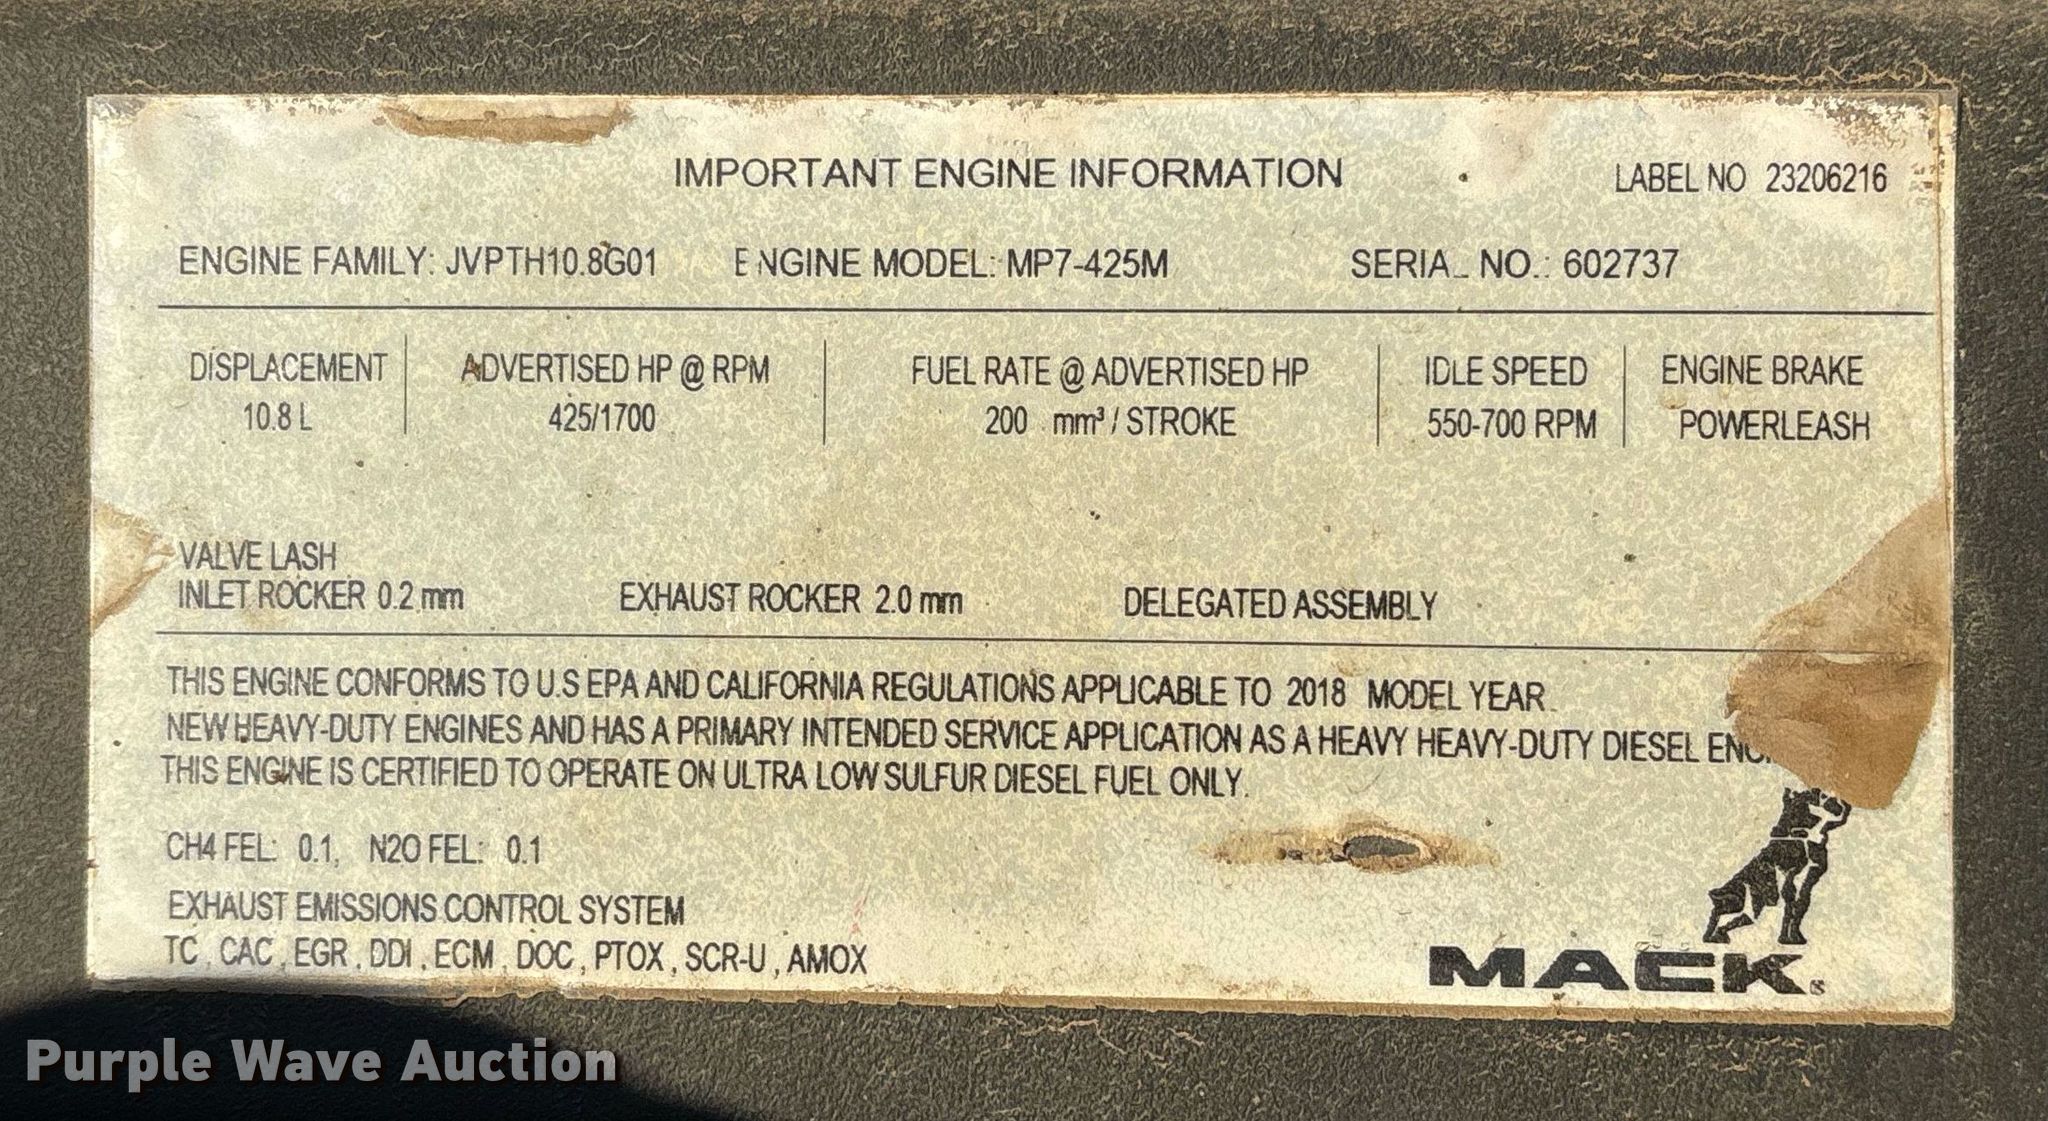 IMPORTANT ENGINE INFORMATION LABEL NO 23206216
ENGINE FAMILY: JVPTH10.8G01 ENGINE MODEL: MP7-425M SERIAL NO.: 602737
DISPLACEMENT ADVERTISED HP @ RPM FUEL RATE @ ADVERTISED HP IDLE SPEED ENGINE BRAKE
10.8 L 425/1700 200 mm³ / STROKE 550-700 RPM POWERLEASH
VALVE LASH
INLET ROCKER 0.2 mm EXHAUST ROCKER 2.0 mm DELEGATED ASSEMBLY
THIS ENGINE CONFORMS TO U.S EPA AND CALIFORNIA REGULATIONS APPLICABLE TO 2018 MODEL YEAR
NEW HEAVY-DUTY ENGINES AND HAS A PRIMARY INTENDED SERVICE APPLICATION AS A HEAVY HEAVY-DUTY DIESEL
THIS ENGINE IS CERTIFIED TO OPERATE ON ULTRA LOW SULFUR DIESEL FUEL ONLY.
CH4 FEL: 0.1, N2O FEL: 0.1
EXHAUST EMISSIONS CONTROL SYSTEM
TC, CAC, EGR, DDI, ECM, DOC, PTOX, SCR-U, AMOX
MACK
Purple Wave Auction